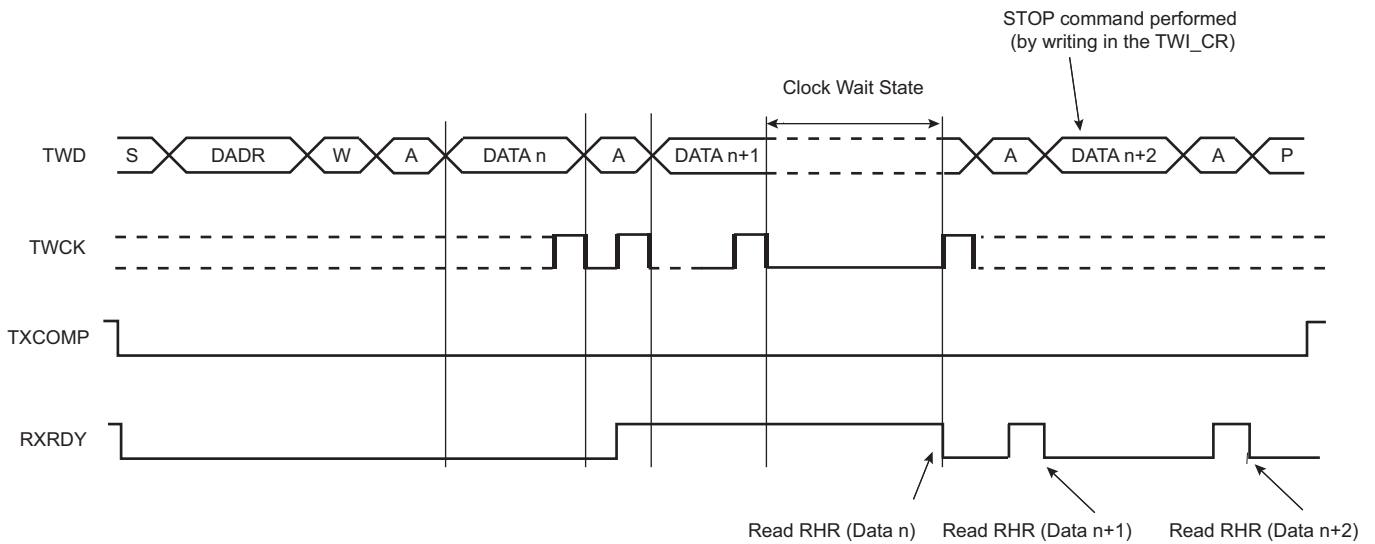 STOP command performed
(by writing in the TWI_CR)
Clock Wait State
TWD S DADR W A DATA n A DATA n+1 A DATA n+2 A P
TWCK
TXCOMP
RXRDY
Read RHR (Data n) Read RHR (Data n+1) Read RHR (Data n+2)